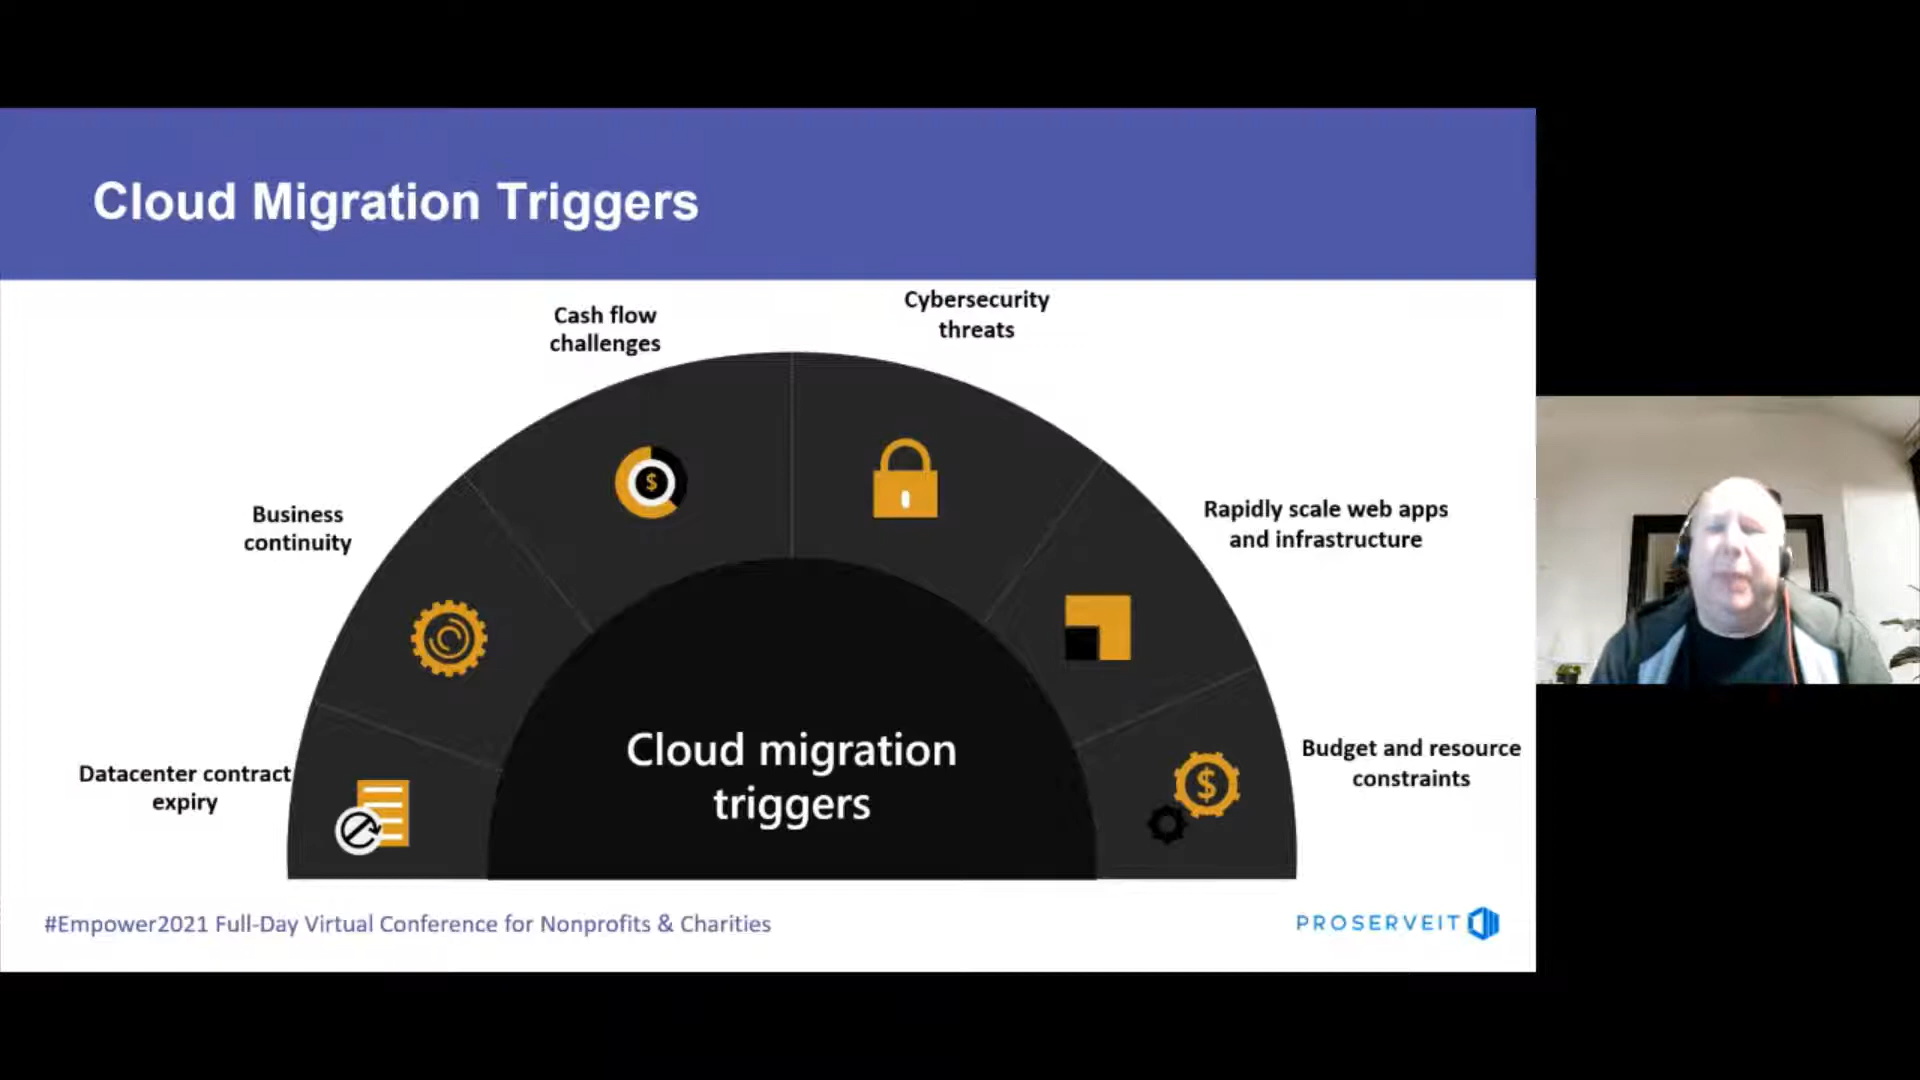 Cloud Migration Triggers
Cash flow
challenges
Cybersecurity
threats
Business
continuity
Rapidly scale web apps
and infrastructure
Datacenter contract
expiry
Budget and resource
constraints
$
$
Cloud migration
triggers
#Empower2021 Full-Day Virtual Conference for Nonprofits & Charities
PROSERVEIT